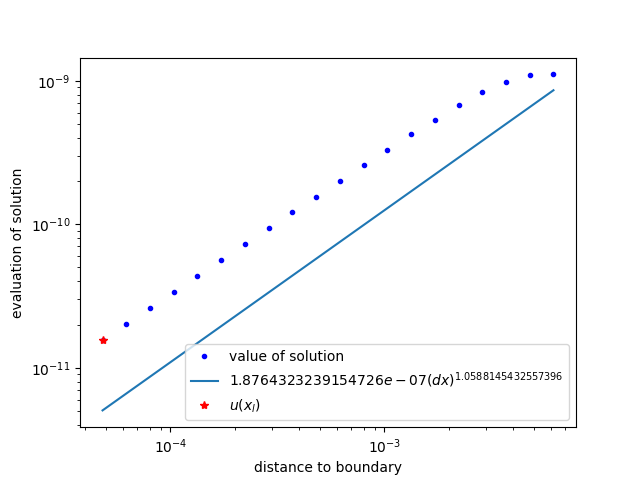 10⁻⁹
10⁻¹⁰
10⁻¹¹
evaluation of solution
value of solution
1.8764323239154726e − 07(dx)^1.0588145432557396
u(x_l)
10⁻⁴
10⁻³
distance to boundary